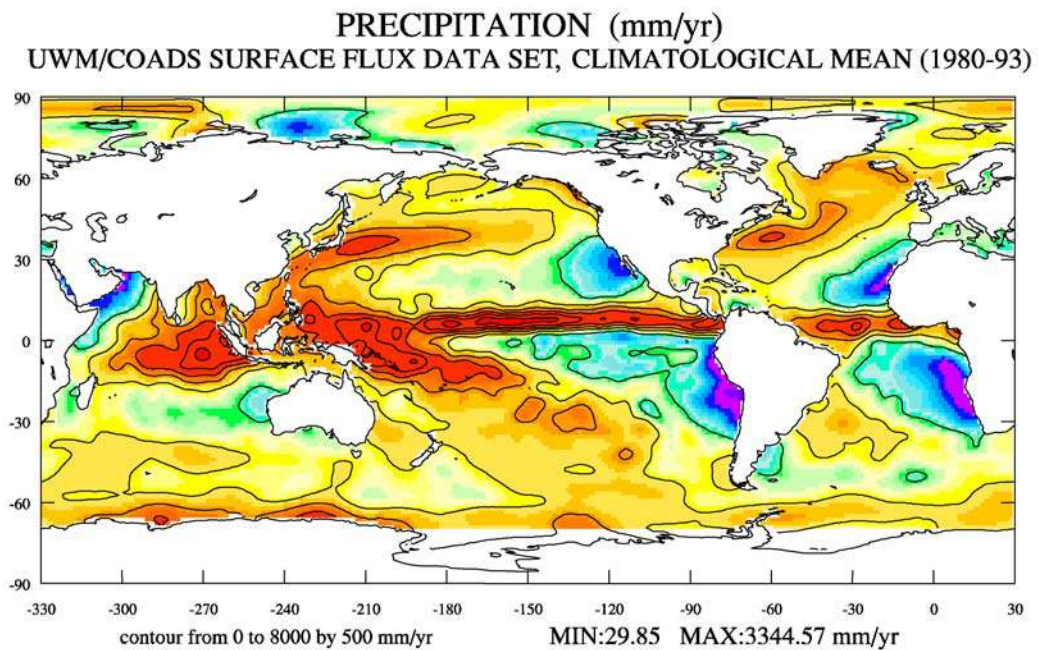 PRECIPITATION (mm/yr)
UWM/COADS SURFACE FLUX DATA SET, CLIMATOLOGICAL MEAN (1980-93)
90
60
30
0
-30
-60
-90
-330 -300 -270 -240 -210 -180 -150 -120 -90 -60 -30 0 30
contour from 0 to 8000 by 500 mm/yr MIN:29.85 MAX:3344.57 mm/yr